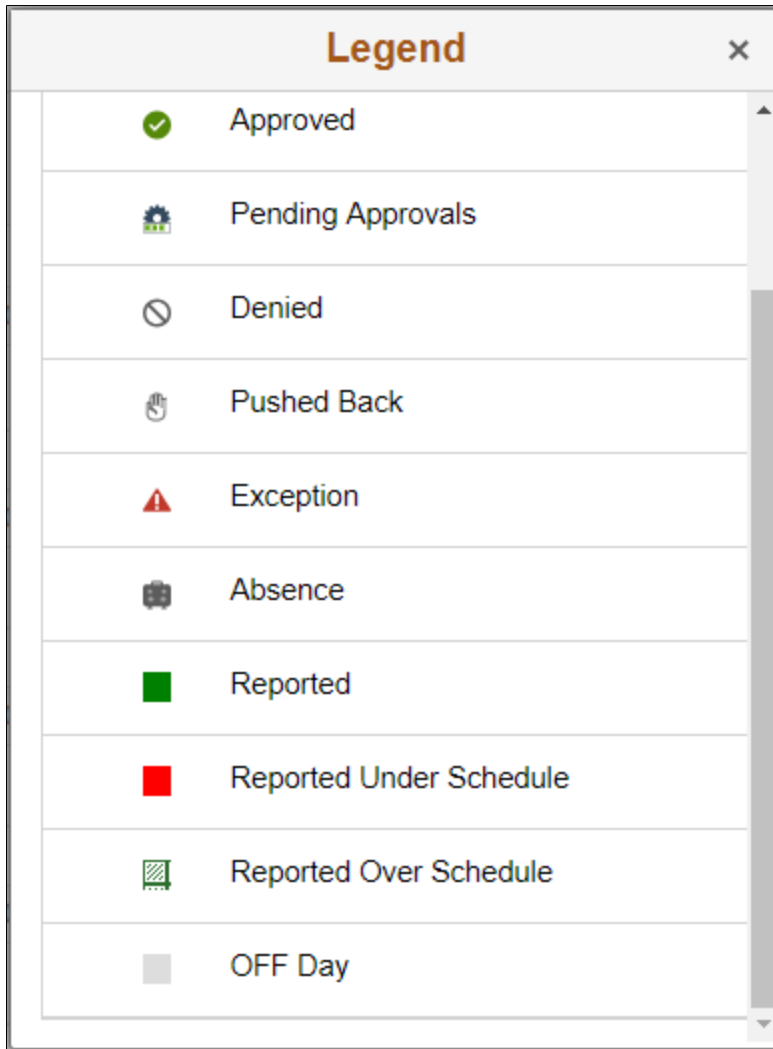 Legend
Approved
Pending Approvals
Denied
Pushed Back
Exception
Absence
Reported
Reported Under Schedule
Reported Over Schedule
OFF Day